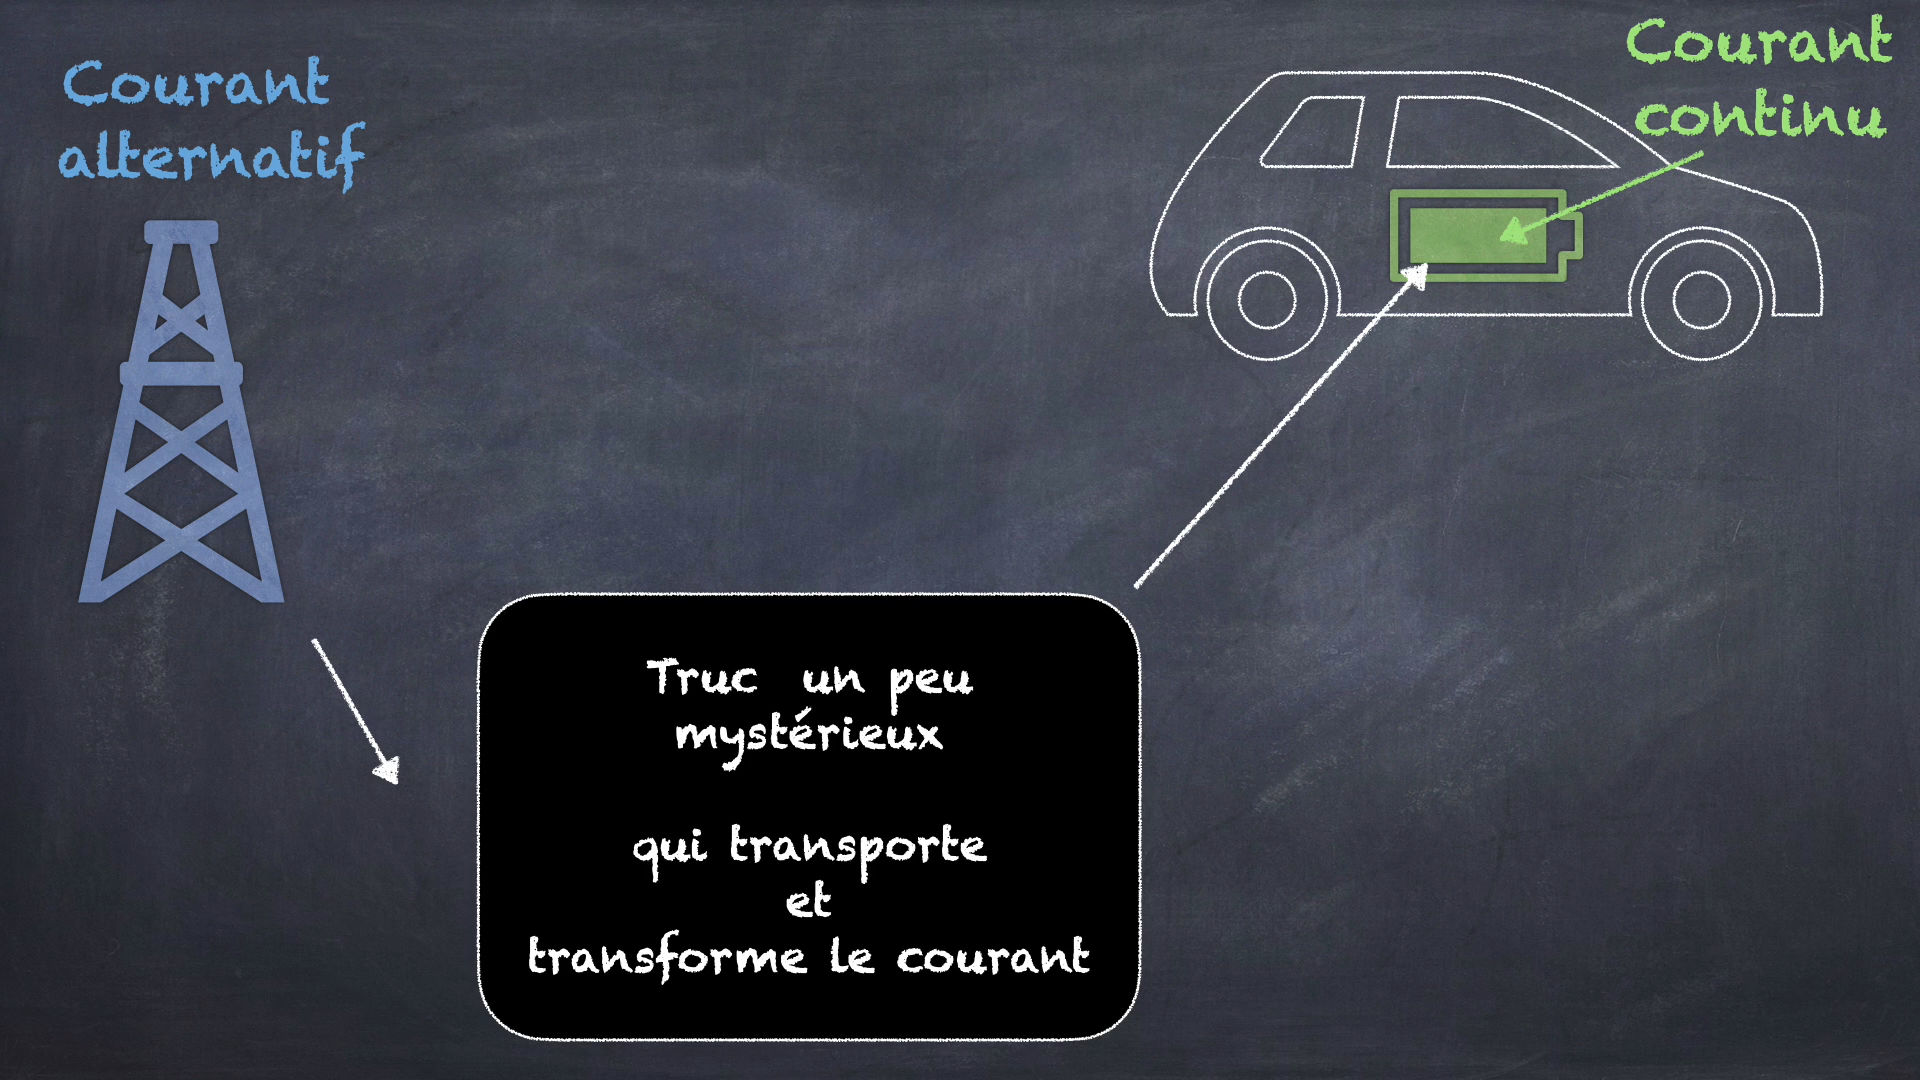 Courant
alternatif
Courant
continu
Truc un peu
mystérieux
qui transporte
et
transforme le courant